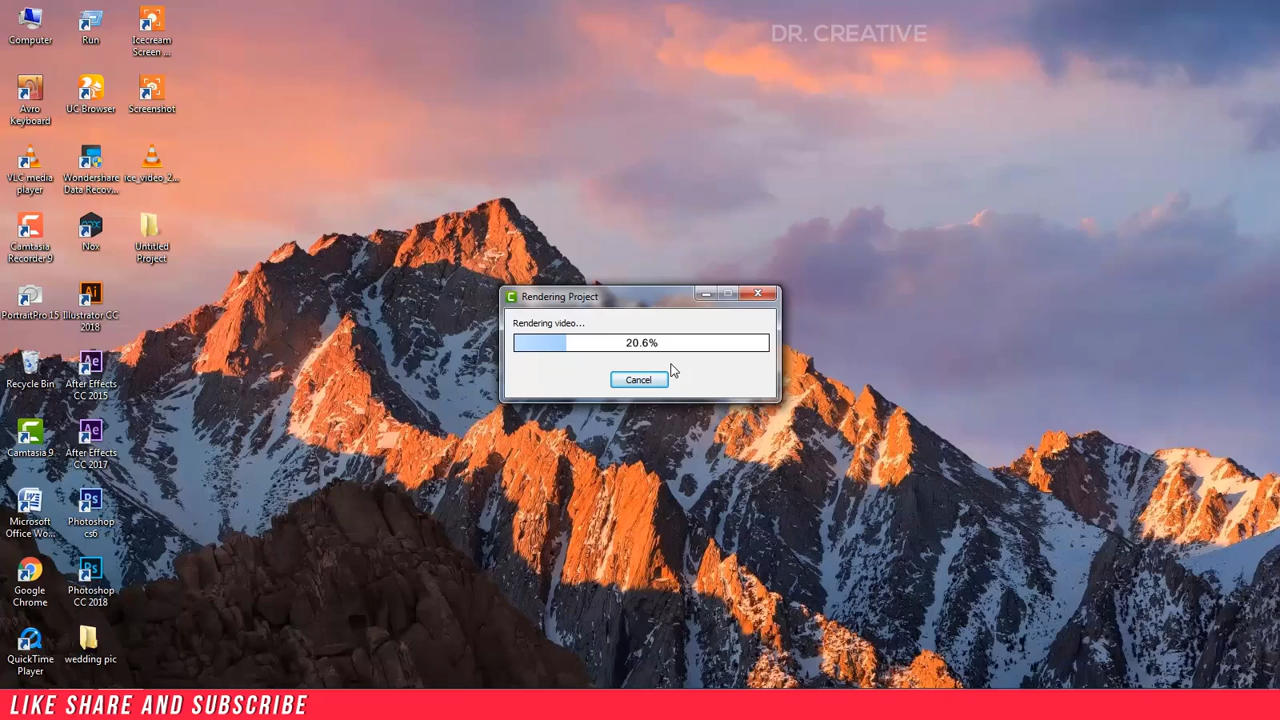 DR. CREATIVE
Computer
Run
Icecream
Screen ...
Avro
Keyboard
UC Browser
Screenshot
VLC media
player
Wondershare
Data Recov...
ice_video_2...
Camtasia
Recorder 9
Nox
Untitled
Project
PortraitPro 15
Illustrator CC
2018
Recycle Bin
After Effects
CC 2015
Camtasia 9
After Effects
CC 2017
Microsoft
Office Wo...
Photoshop
cs6
Google
Chrome
Photoshop
CC 2018
QuickTime
Player
wedding pic
Rendering Project
Rendering video...
20.6%
Cancel
LIKE SHARE AND SUBSCRIBE